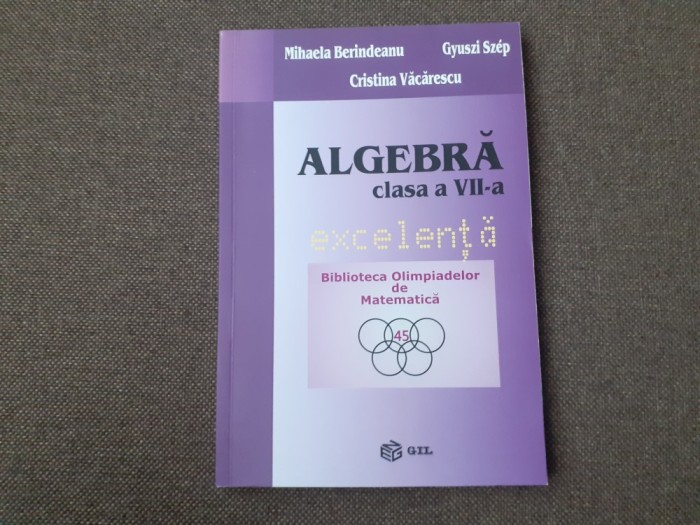 Mihaela Berindeanu Gyuszi Szép
Cristina Văcărescu
ALGEBRĂ
clasa a VII-a
excelență
Biblioteca Olimpiadelor
de
Matematică
45
GIL